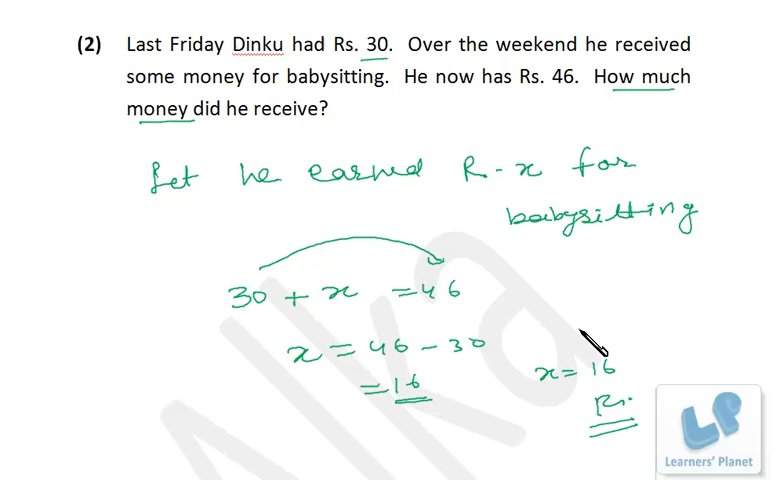 (2) Last Friday Dinku had Rs. 30. Over the weekend he received
some money for babysitting. He now has Rs. 46. How much
money did he receive?
Let he earned R-x for
babysitting
30 + x = 46
x = 46 - 30
= 16
x = 16
Rs.
Alka
LP
Learners' Planet